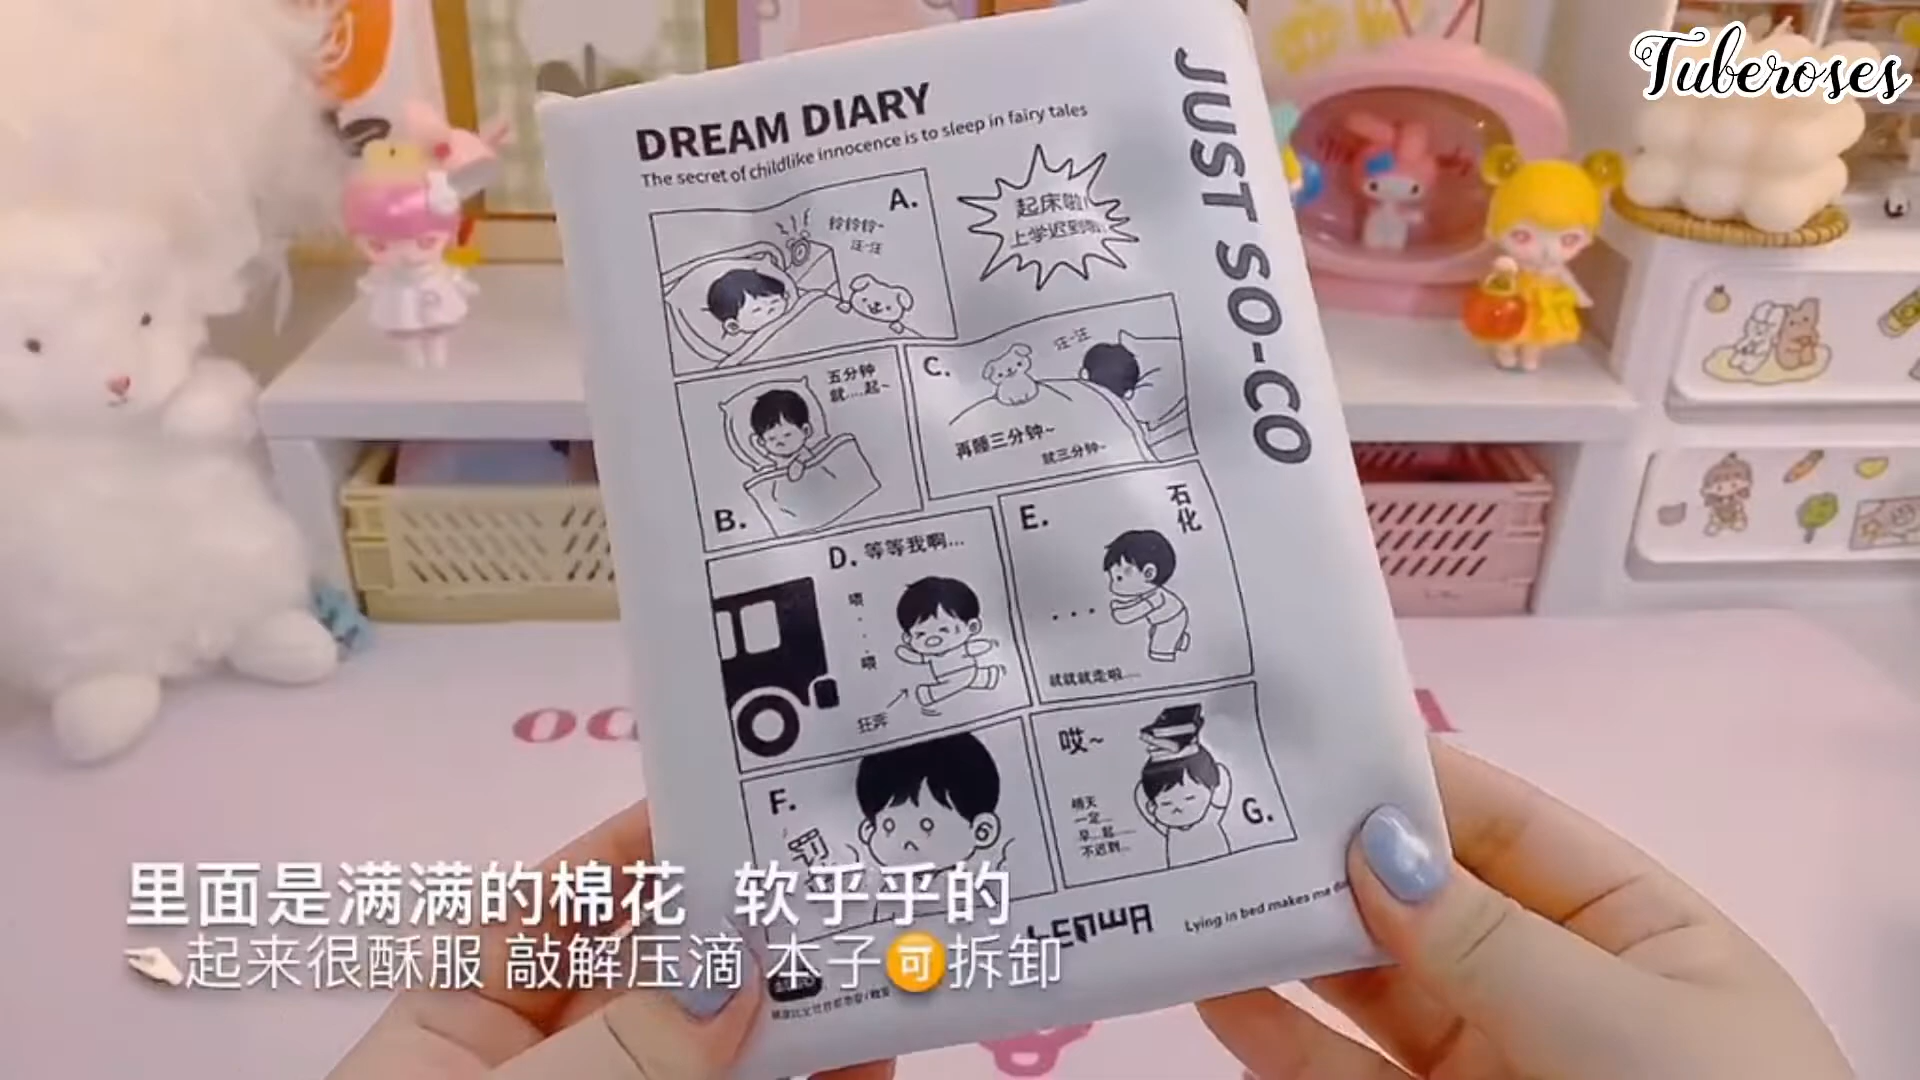 Tuberoses
DREAM DIARY
The secret of childlike innocence is to sleep in fairy tales
JUST SO-CO
A.
铃铃铃~
汪·汪
起床啦!
上学迟到啦
B.
五分钟
就....起~
C.
汪·汪
再睡三分钟~
就三分钟~
D. 等等我啊...
喂
喂
狂奔
E.
石化
...
就就就走啦......
F.
罚
G.
哎~
明天
一定...
早...起......
不迟到...
Lying in bed makes me
里面是满满的棉花 软乎乎的
起来很酥服 敲解压滴 本子可拆卸